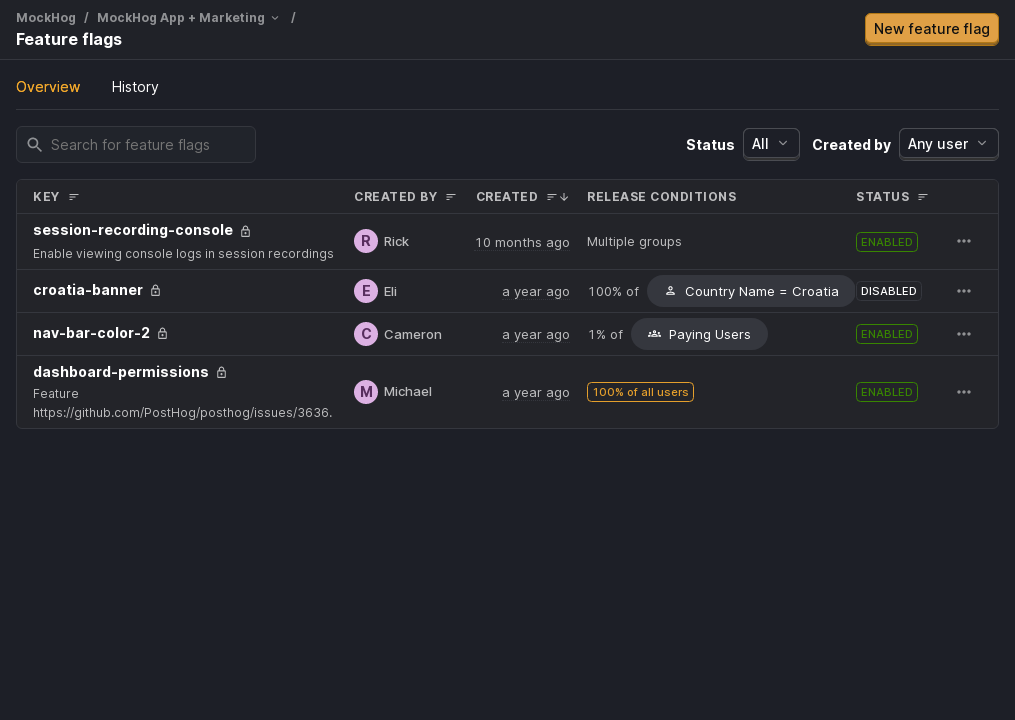 MockHog / MockHog App + Marketing /
Feature flags
New feature flag
Overview History
Search for feature flags
Status All Created by Any user
KEY CREATED BY CREATED RELEASE CONDITIONS STATUS
session-recording-console
Enable viewing console logs in session recordings
R Rick 10 months ago Multiple groups ENABLED
croatia-banner E Eli a year ago 100% of Country Name = Croatia DISABLED
nav-bar-color-2 C Cameron a year ago 1% of Paying Users ENABLED
dashboard-permissions
Feature
https://github.com/PostHog/posthog/issues/3636.
M Michael a year ago 100% of all users ENABLED